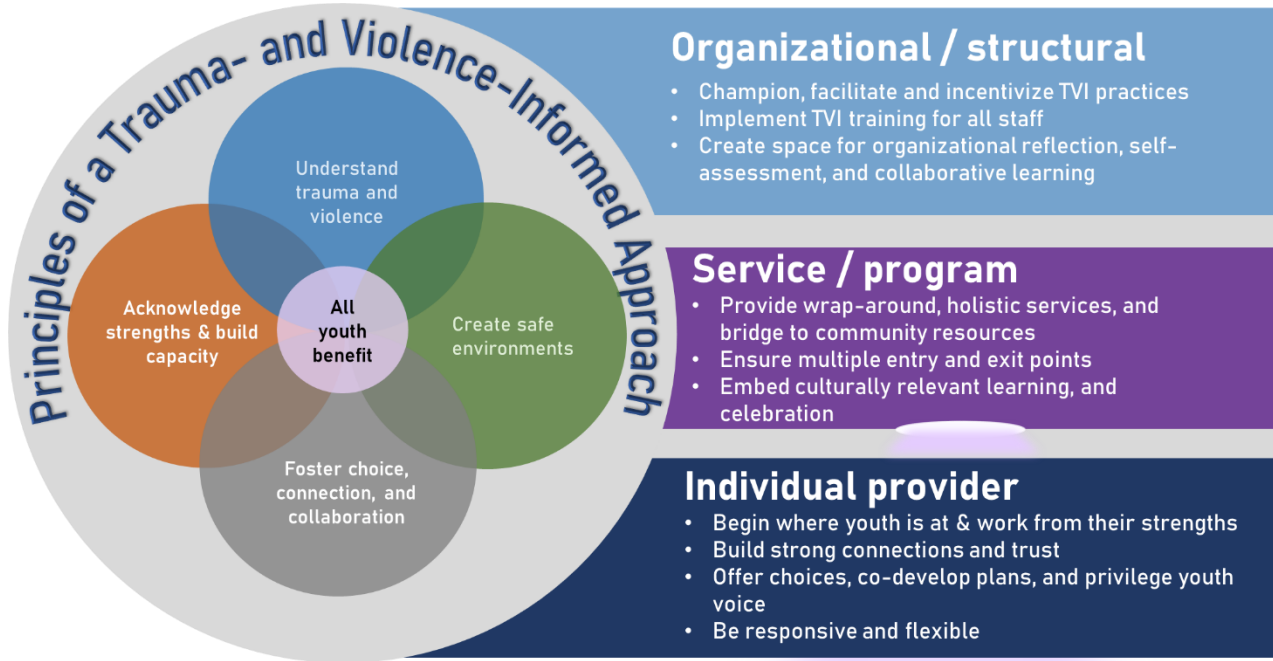 Principles of a Trauma- and Violence-Informed Approach
Understand
trauma and
violence
Acknowledge
strengths & build
capacity
All
youth
benefit
Create safe
environments
Foster choice,
connection, and
collaboration
Organizational / structural
• Champion, facilitate and incentivize TVI practices
• Implement TVI training for all staff
• Create space for organizational reflection, self-
assessment, and collaborative learning
Service / program
• Provide wrap-around, holistic services, and
bridge to community resources
• Ensure multiple entry and exit points
• Embed culturally relevant learning, and
celebration
Individual provider
• Begin where youth is at & work from their strengths
• Build strong connections and trust
• Offer choices, co-develop plans, and privilege youth
voice
• Be responsive and flexible